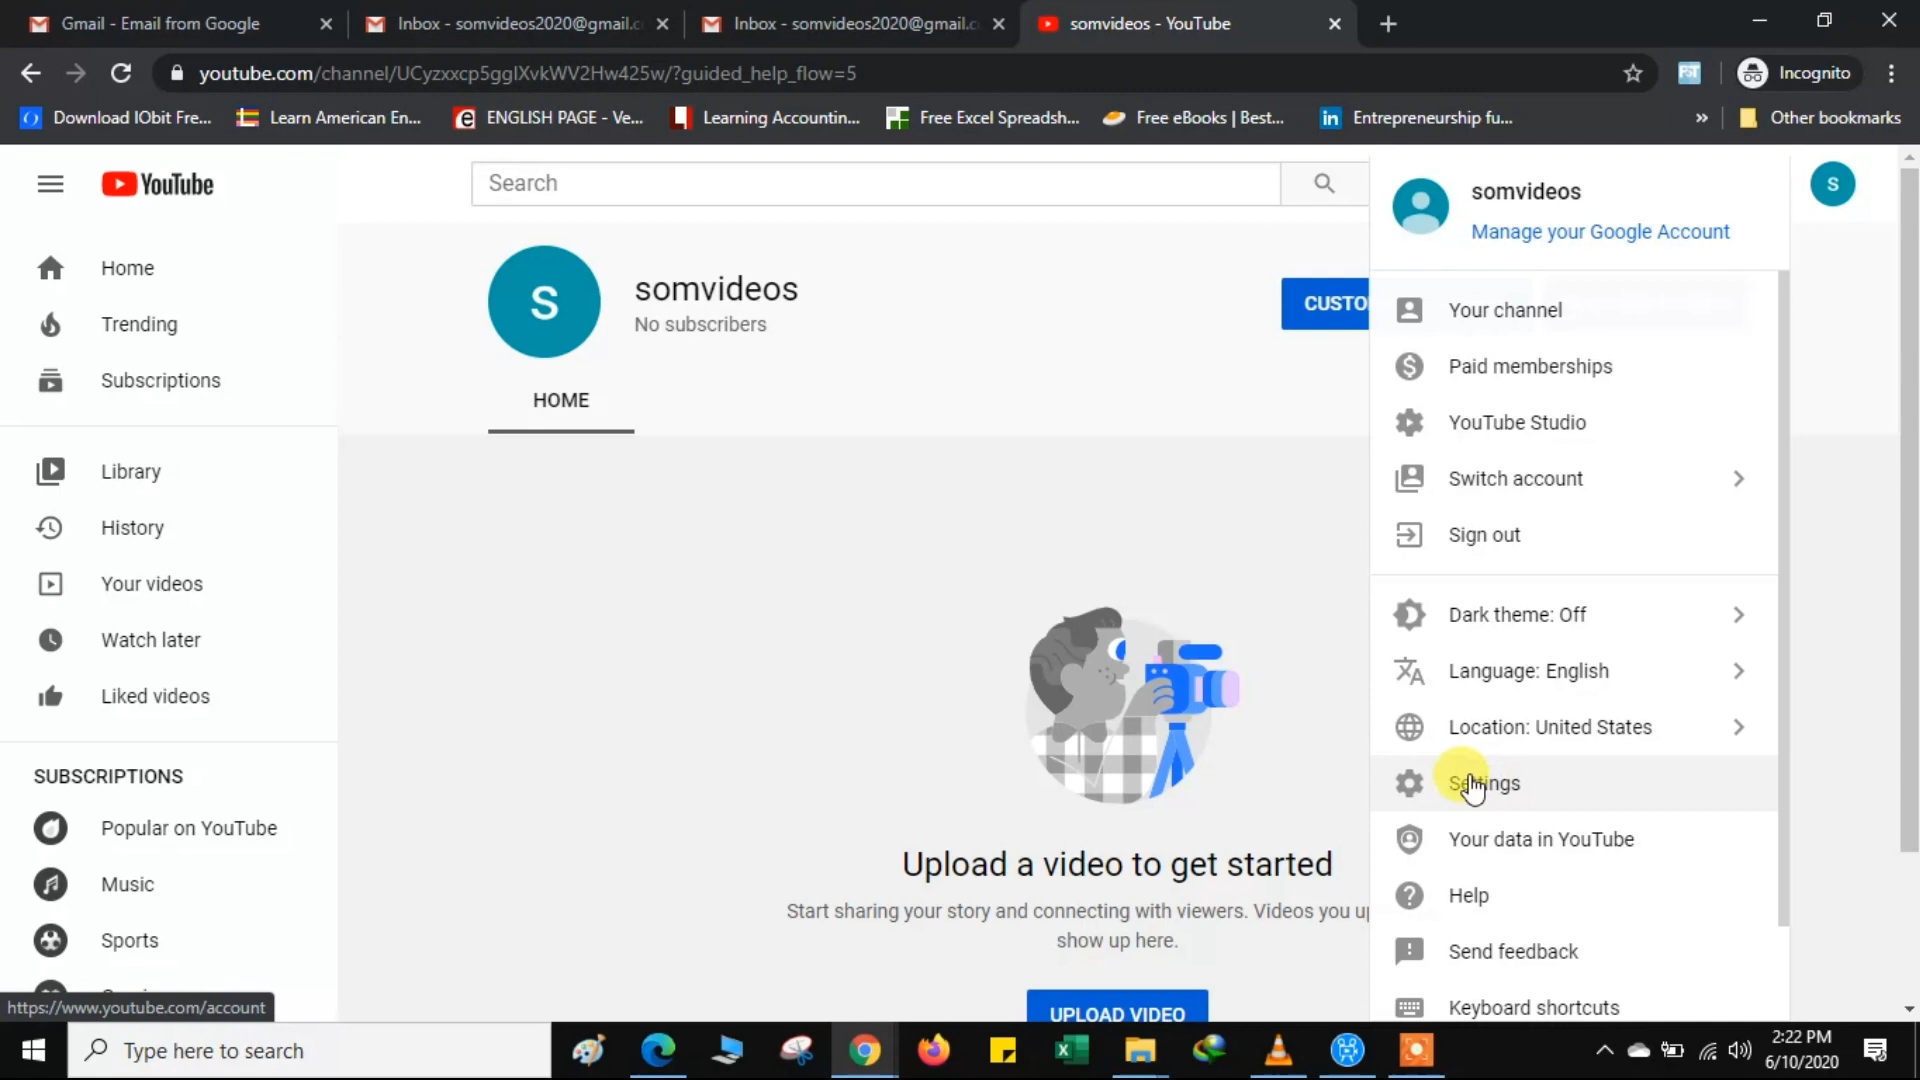 Gmail - Email from Google
Inbox - somvideos2020@gmail.c
Inbox - somvideos2020@gmail.c
somvideos - YouTube
youtube.com/channel/UCyzxxcp5gglXvkWV2Hw425w/?guided_help_flow=5
FST
Incognito
Download IObit Fre...
Learn American En...
ENGLISH PAGE - Ve...
Learning Accountin...
Free Excel Spreadsh...
Free eBooks | Best...
Entrepreneurship fu...
»
Other bookmarks
YouTube
Search
S
somvideos
Manage your Google Account
Home
Trending
Subscriptions
Library
History
Your videos
Watch later
Liked videos
SUBSCRIPTIONS
Popular on YouTube
Music
Sports
https://www.youtube.com/account
S
somvideos
No subscribers
HOME
Upload a video to get started
Start sharing your story and connecting with viewers. Videos you up
show up here.
UPLOAD VIDEO
Your channel
Paid memberships
YouTube Studio
Switch account
Sign out
Dark theme: Off
Language: English
Location: United States
Settings
Your data in YouTube
Help
Send feedback
Keyboard shortcuts
Type here to search
2:22 PM
6/10/2020